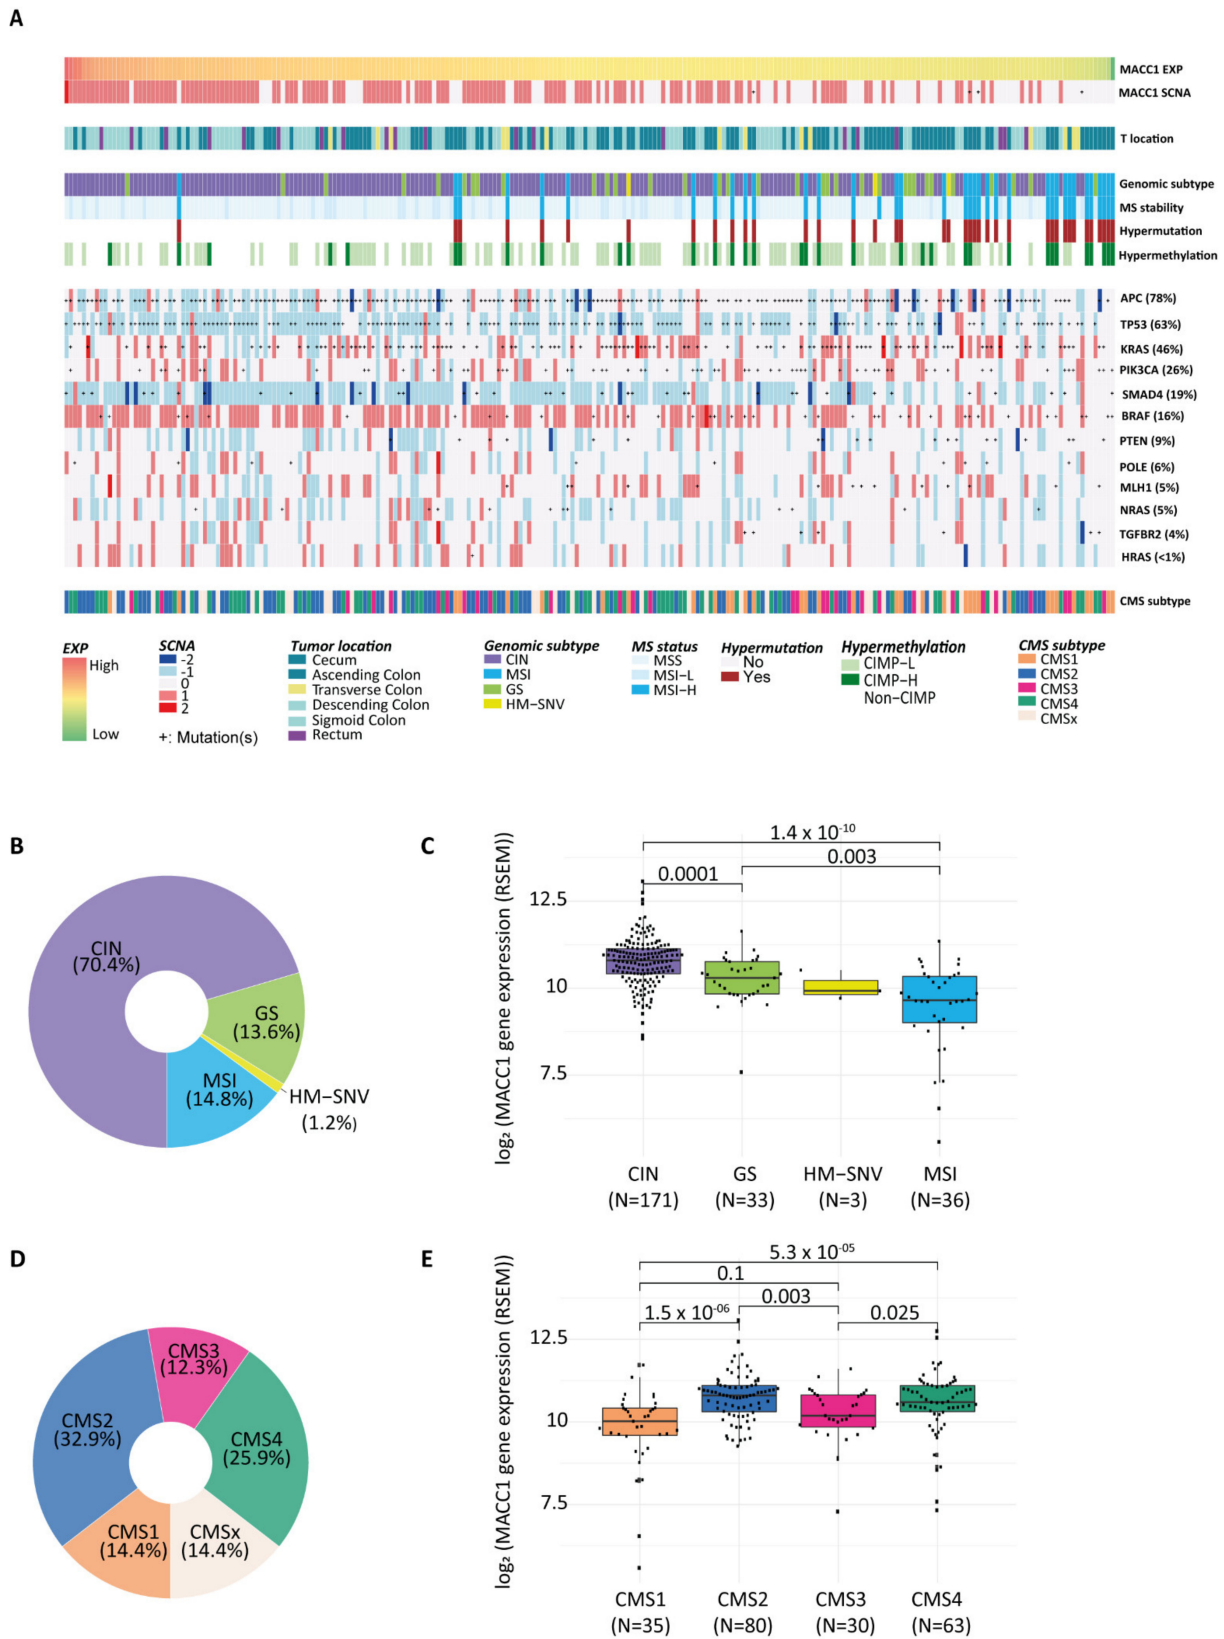 A
MACC1 EXP
MACC1 SCNA
T location
Genomic subtype
MS stability
Hypermutation
Hypermethylation
APC (78%)
TP53 (63%)
KRAS (46%)
PIK3CA (26%)
SMAD4 (19%)
BRAF (16%)
PTEN (9%)
POLE (6%)
MLH1 (5%)
NRAS (5%)
TGFBR2 (4%)
HRAS (<1%)
CMS subtype
EXP
High
Low
SCNA
-2
-1
0
1
2
+: Mutation(s)
Tumor location
Cecum
Ascending Colon
Transverse Colon
Descending Colon
Sigmoid Colon
Rectum
Genomic subtype
CIN
MSI
GS
HM-SNV
MS status
MSS
MSI-L
MSI-H
Hypermutation
No
Yes
Hypermethylation
CIMP-L
CIMP-H
Non-CIMP
CMS subtype
CMS1
CMS2
CMS3
CMS4
CMSx
B
CIN
(70.4%)
GS
(13.6%)
MSI
(14.8%)
HM-SNV
(1.2%)
C
log₂ (MACC1 gene expression (RSEM))
1.4 x 10⁻¹⁰
0.003
0.0001
12.5
10
7.5
CIN GS HM-SNV MSI
(N=171) (N=33) (N=3) (N=36)
D
CMS3
(12.3%)
CMS2
(32.9%)
CMS4
(25.9%)
CMS1
(14.4%)
CMSx
(14.4%)
E
log₂ (MACC1 gene expression (RSEM))
5.3 x 10⁻⁰⁵
0.1
0.003
1.5 x 10⁻⁰⁶
0.025
12.5
10
7.5
CMS1 CMS2 CMS3 CMS4
(N=35) (N=80) (N=30) (N=63)